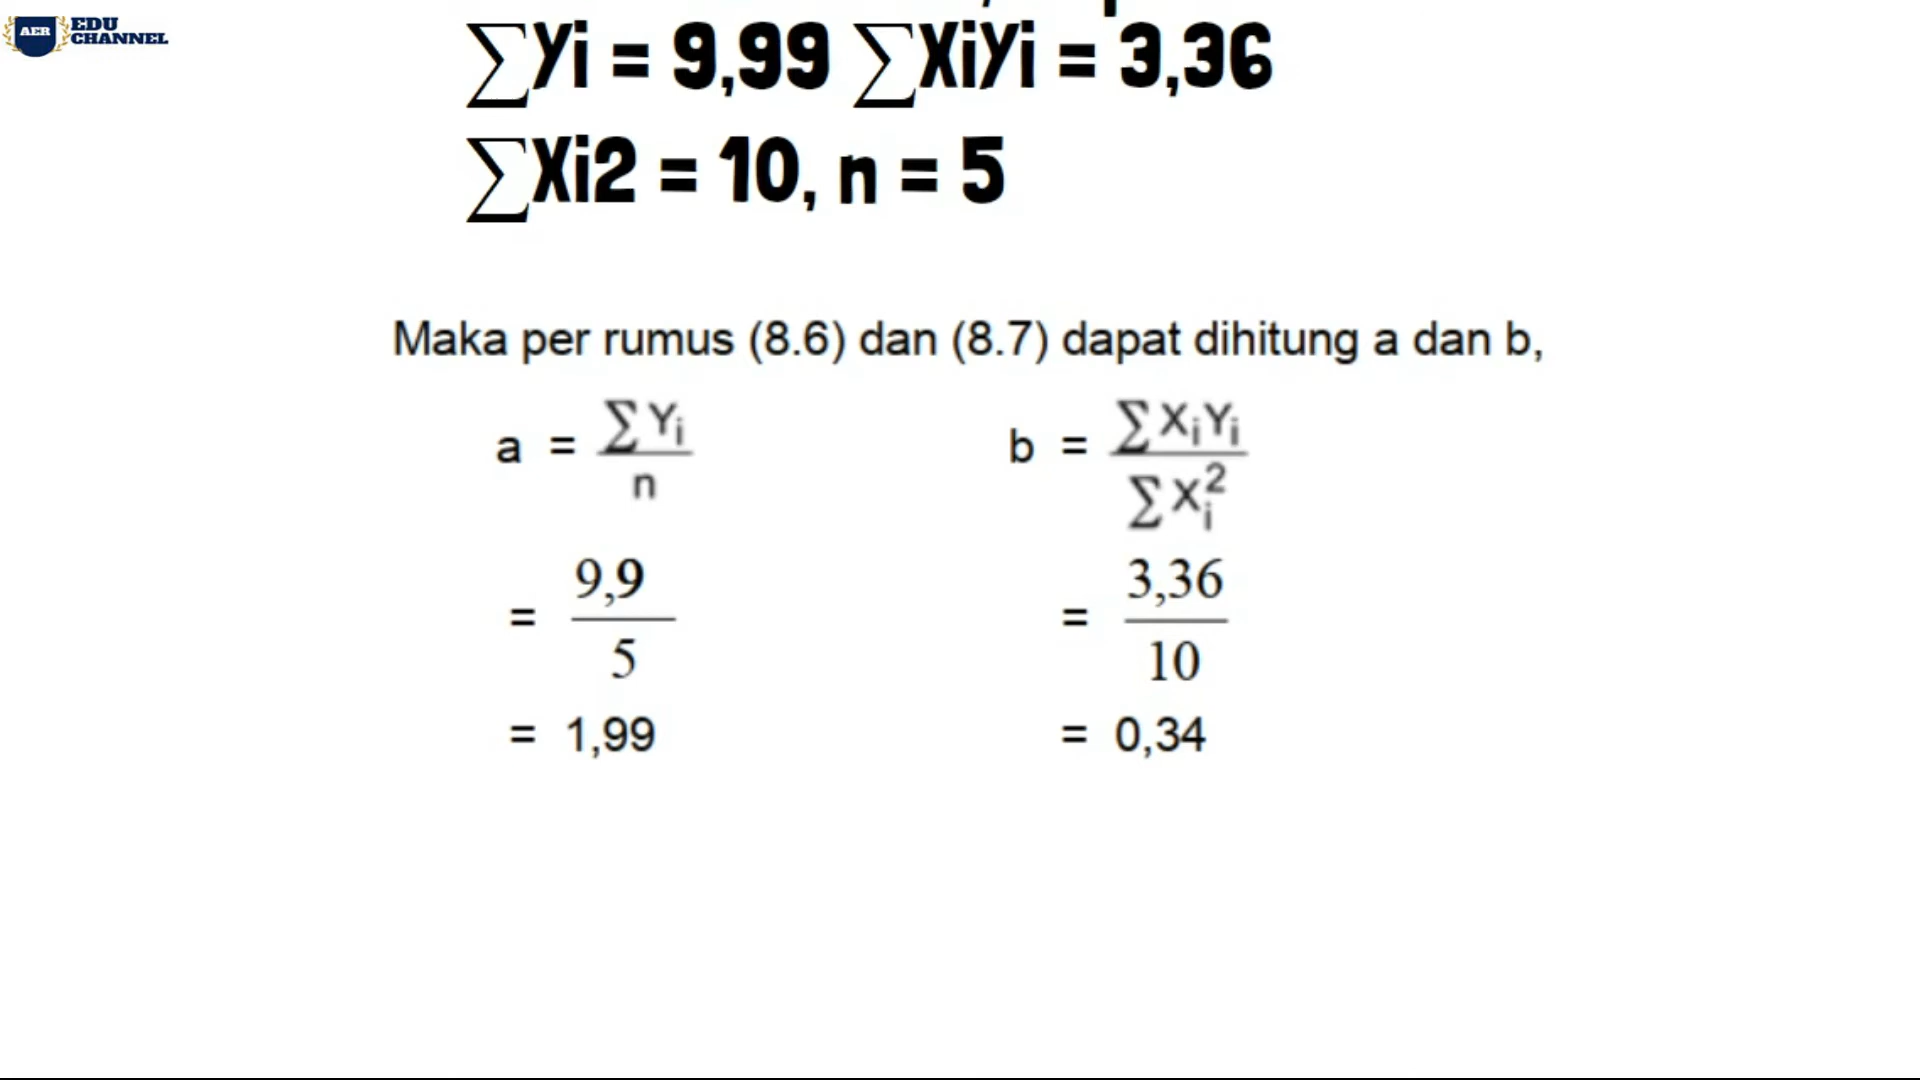 AER EDU
CHANNEL
∑Yi = 9,99 ∑XiYi = 3,36
∑Xi2 = 10, n = 5
Maka per rumus (8.6) dan (8.7) dapat dihitung a dan b,
a = ∑Yi / n b = ∑XiYi / ∑Xi²
= 9,9 / 5 = 3,36 / 10
= 1,99 = 0,34